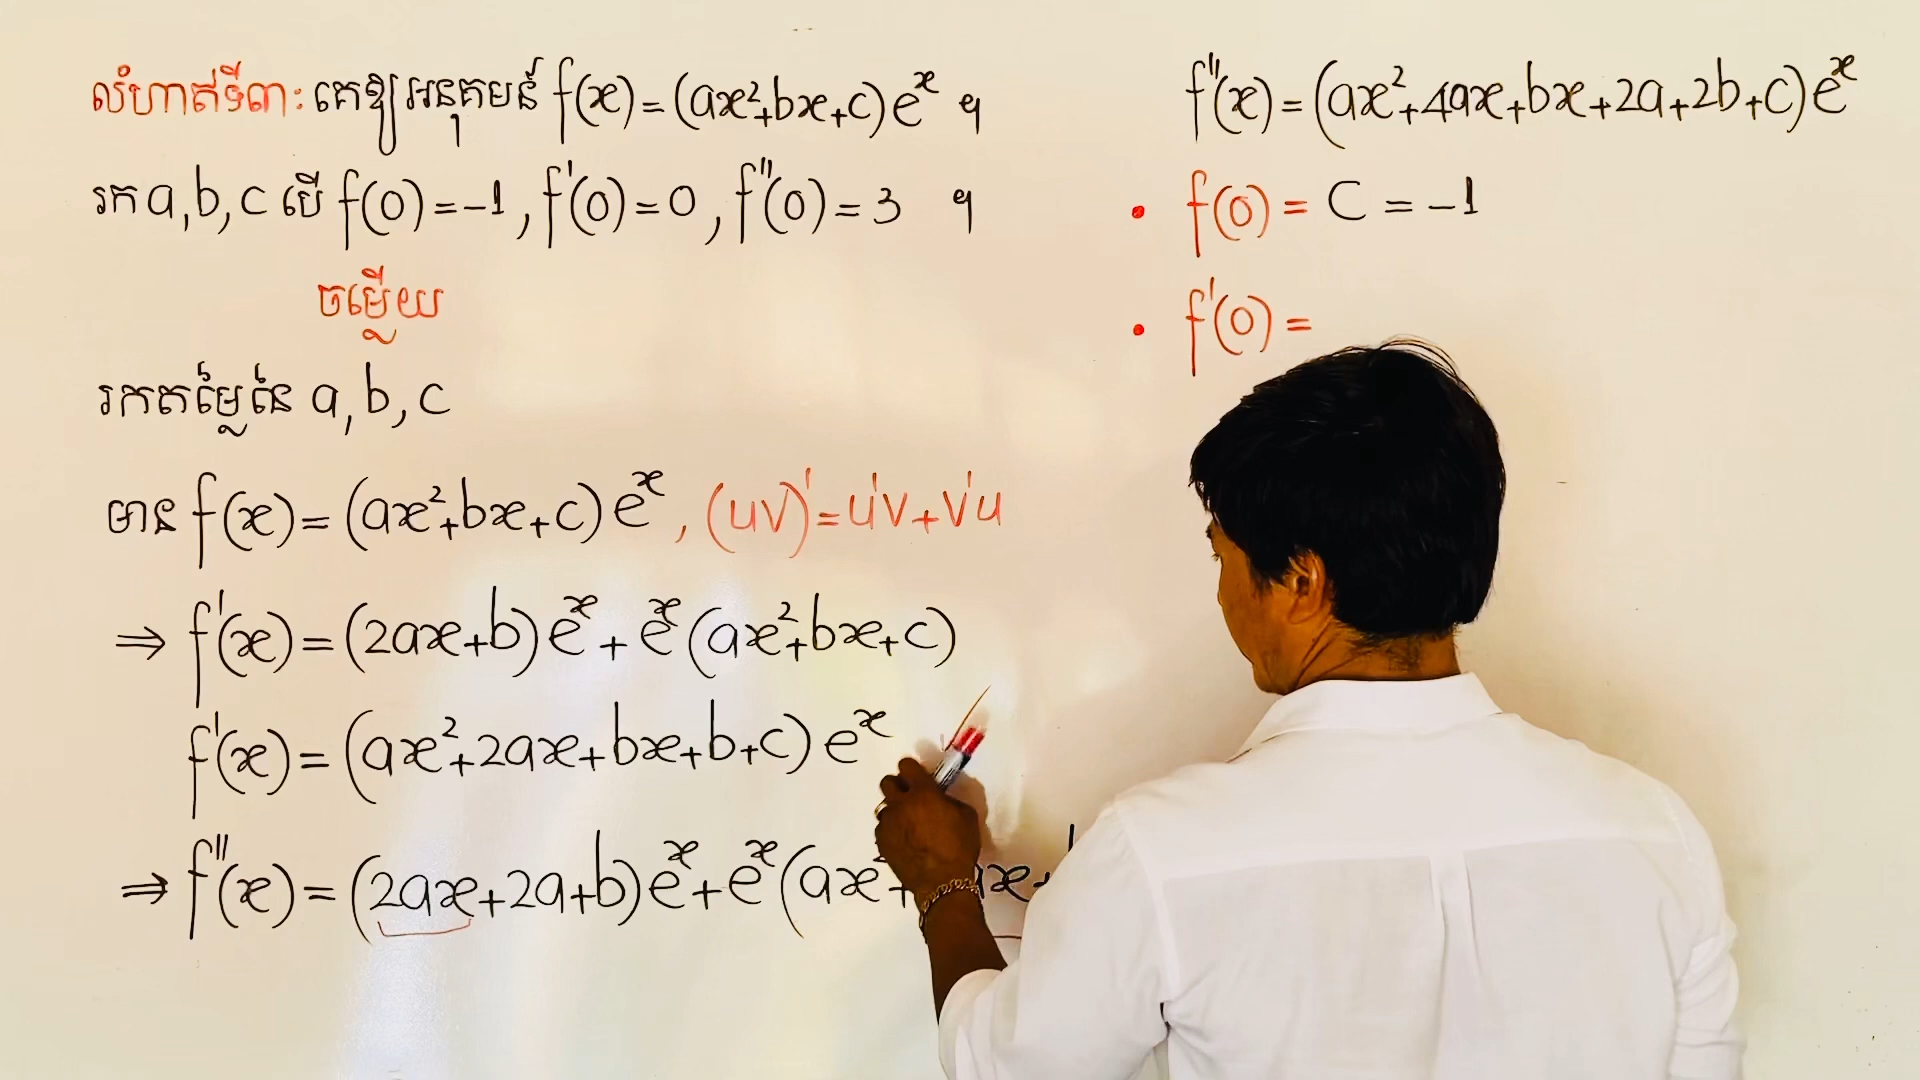 លំហាត់ទី៣: គេឱ្យអនុគមន៍ f(x)=(ax²+bx+c)eˣ ។
រក a,b,c បើ f(0)=-1, f'(0)=0, f''(0)=3 ។
ចម្លើយ
រកតម្លៃនៃ a,b,c
មាន f(x)=(ax²+bx+c)eˣ, (uv)'=u'v+v'u
⇒ f'(x)=(2ax+b)eˣ+eˣ(ax²+bx+c)
f'(x)=(ax²+2ax+bx+b+c)eˣ
⇒ f''(x)=(2ax+2a+b)eˣ+eˣ(ax²+
f''(x)=(ax²+4ax+bx+2a+2b+c)eˣ
• f(0)=c=-1
• f'(0)=